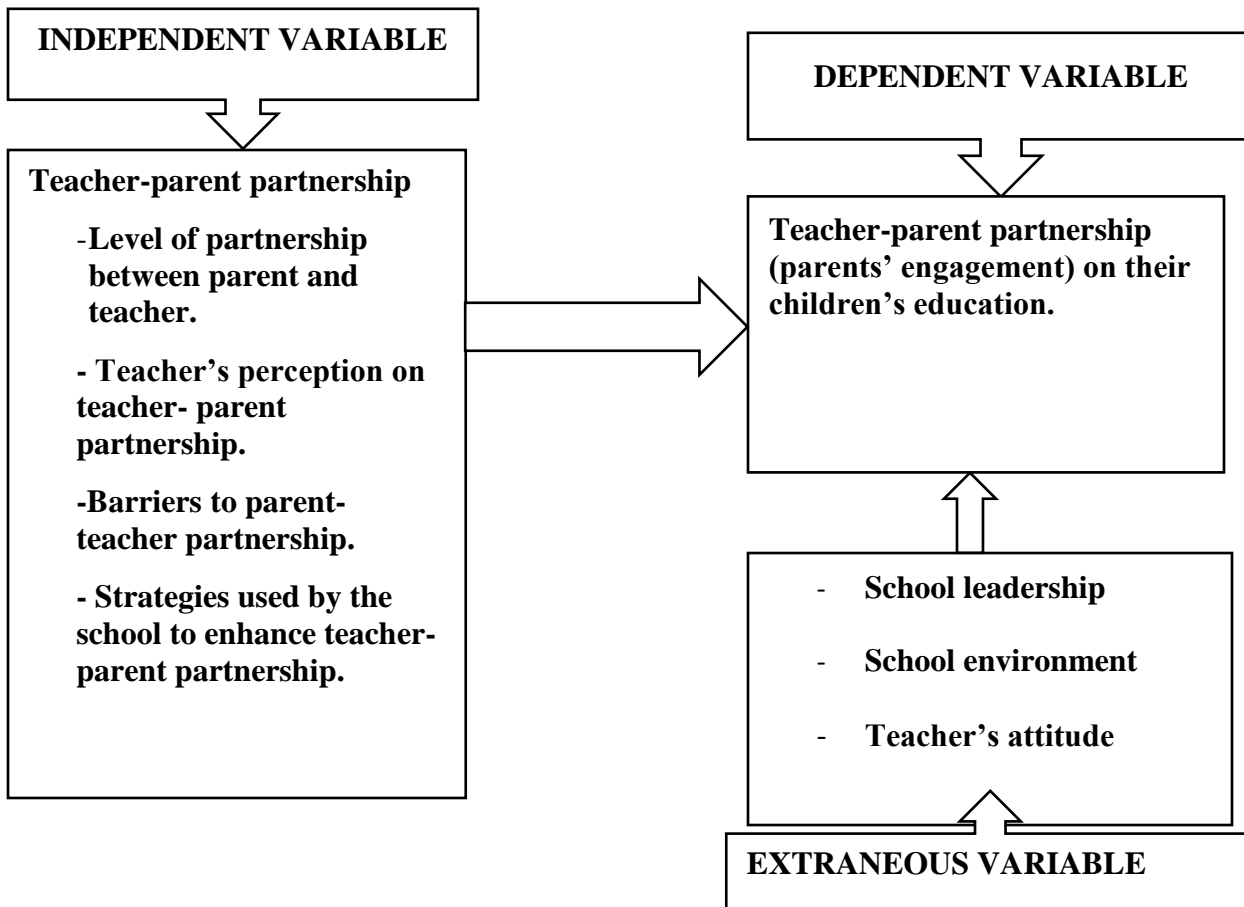 INDEPENDENT VARIABLE
Teacher-parent partnership
-Level of partnership
between parent and
teacher.
- Teacher’s perception on
teacher- parent
partnership.
-Barriers to parent-
teacher partnership.
- Strategies used by the
school to enhance teacher-
parent partnership.
DEPENDENT VARIABLE
Teacher-parent partnership
(parents’ engagement) on their
children’s education.
- School leadership
- School environment
- Teacher’s attitude
EXTRANEOUS VARIABLE